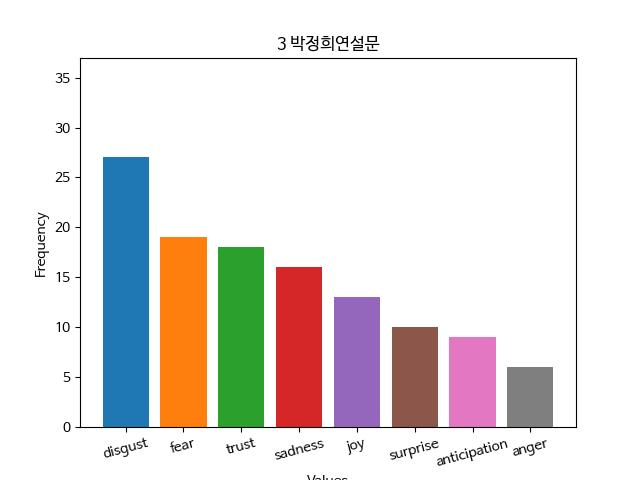 3 박정희연설문
Frequency
35
30
25
20
15
10
5
0
disgust fear trust sadness joy surprise anticipation anger
Values